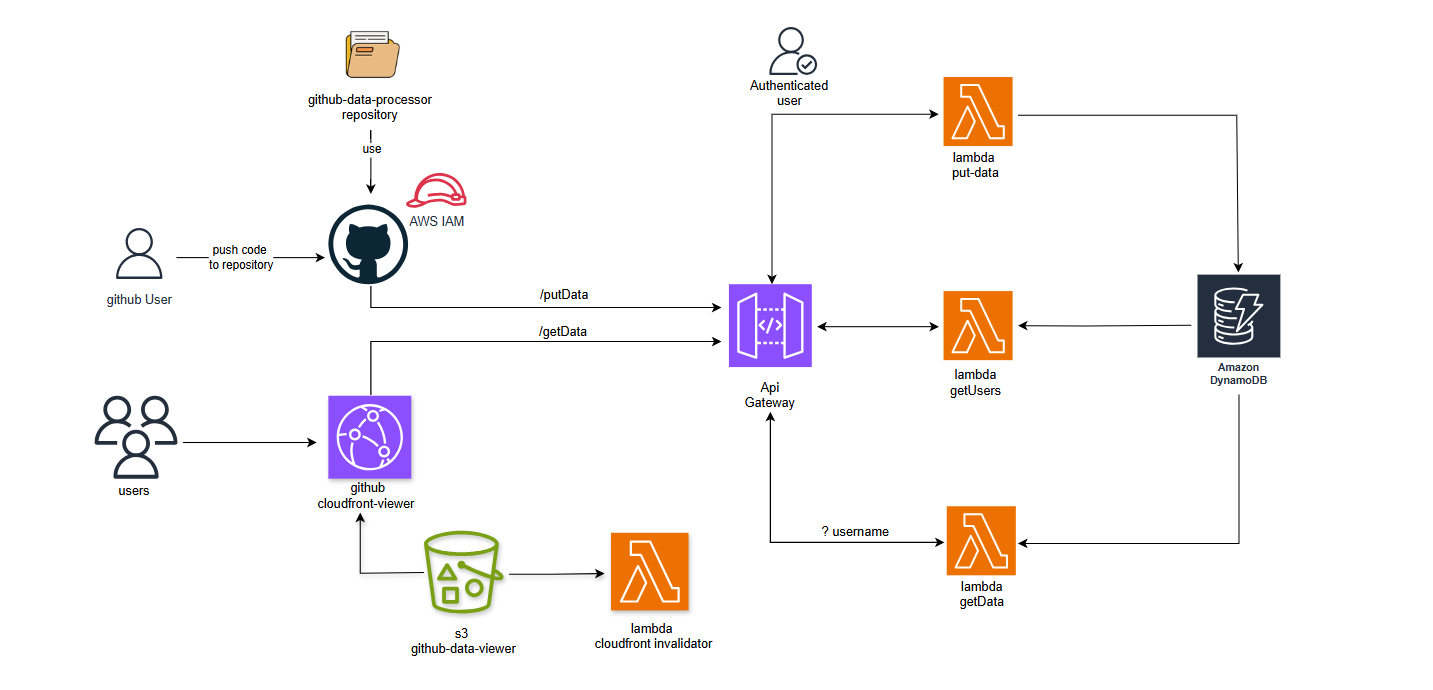 github-data-processor
repository
use
AWS IAM
push code
to repository
github User
/putData
/getData
users
github
cloudfront-viewer
s3
github-data-viewer
lambda
cloudfront invalidator
Authenticated
user
lambda
put-data
Api
Gateway
lambda
getUsers
Amazon
DynamoDB
? username
lambda
getData